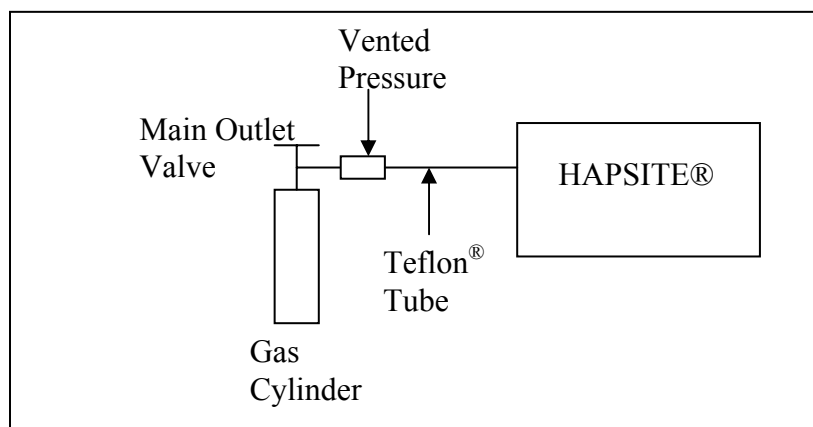 Vented
Pressure
Main Outlet
Valve
HAPSITE®
Teflon®
Tube
Gas
Cylinder